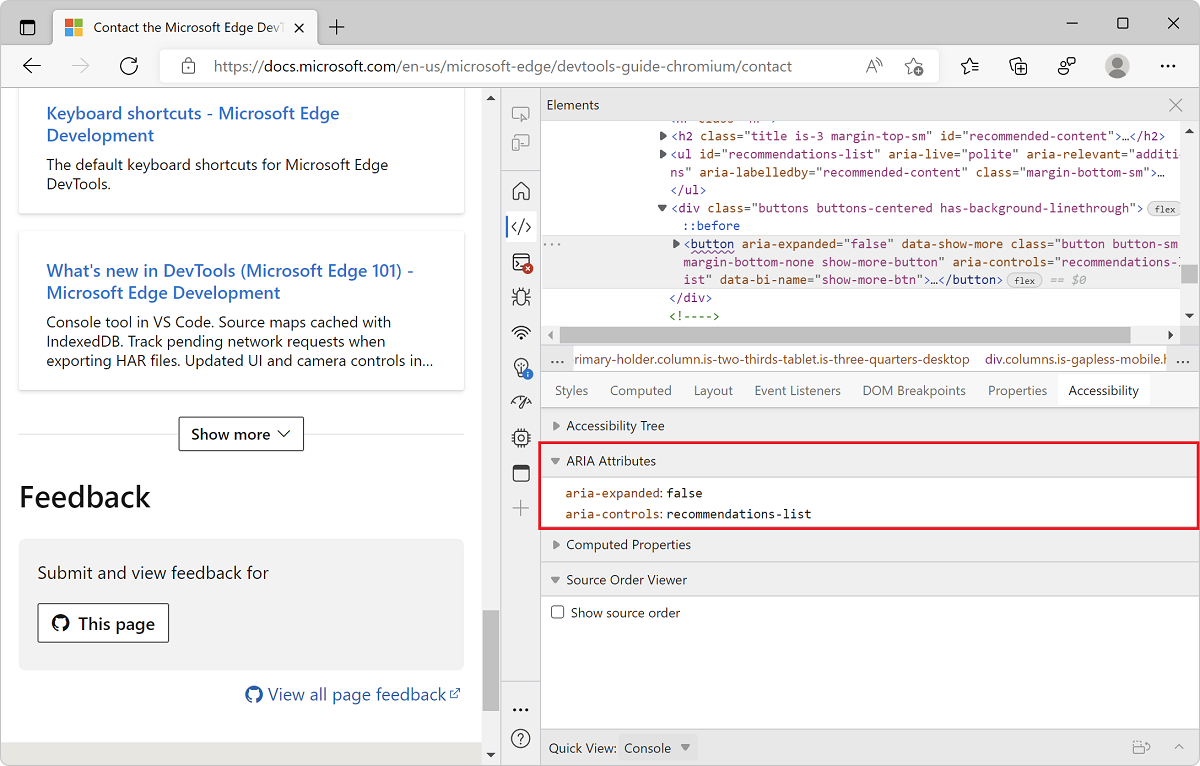 Contact the Microsoft Edge Dev
https://docs.microsoft.com/en-us/microsoft-edge/devtools-guide-chromium/contact
Keyboard shortcuts - Microsoft Edge
Development
The default keyboard shortcuts for Microsoft Edge
DevTools.
What's new in DevTools (Microsoft Edge 101) -
Microsoft Edge Development
Console tool in VS Code. Source maps cached with
IndexedDB. Track pending network requests when
exporting HAR files. Updated UI and camera controls in...
Show more
Feedback
Submit and view feedback for
This page
View all page feedback
Elements
<h2 class="title is-3 margin-top-sm" id="recommended-content">…</h2>
<ul id="recommendations-list" aria-live="polite" aria-relevant="additi
ns" aria-labelledby="recommended-content" class="margin-bottom-sm">…
</ul>
<div class="buttons buttons-centered has-background-linethrough"> flex
::before
<button aria-expanded="false" data-show-more class="button button-sm
margin-bottom-none show-more-button" aria-controls="recommendations-
ist" data-bi-name="show-more-btn">…</button> flex == $0
</div>
<!---->
... rimary-holder.column.is-two-thirds-tablet.is-three-quarters-desktop div.columns.is-gapless-mobile.h ...
Styles Computed Layout Event Listeners DOM Breakpoints Properties Accessibility
Accessibility Tree
ARIA Attributes
aria-expanded: false
aria-controls: recommendations-list
Computed Properties
Source Order Viewer
Show source order
Quick View: Console